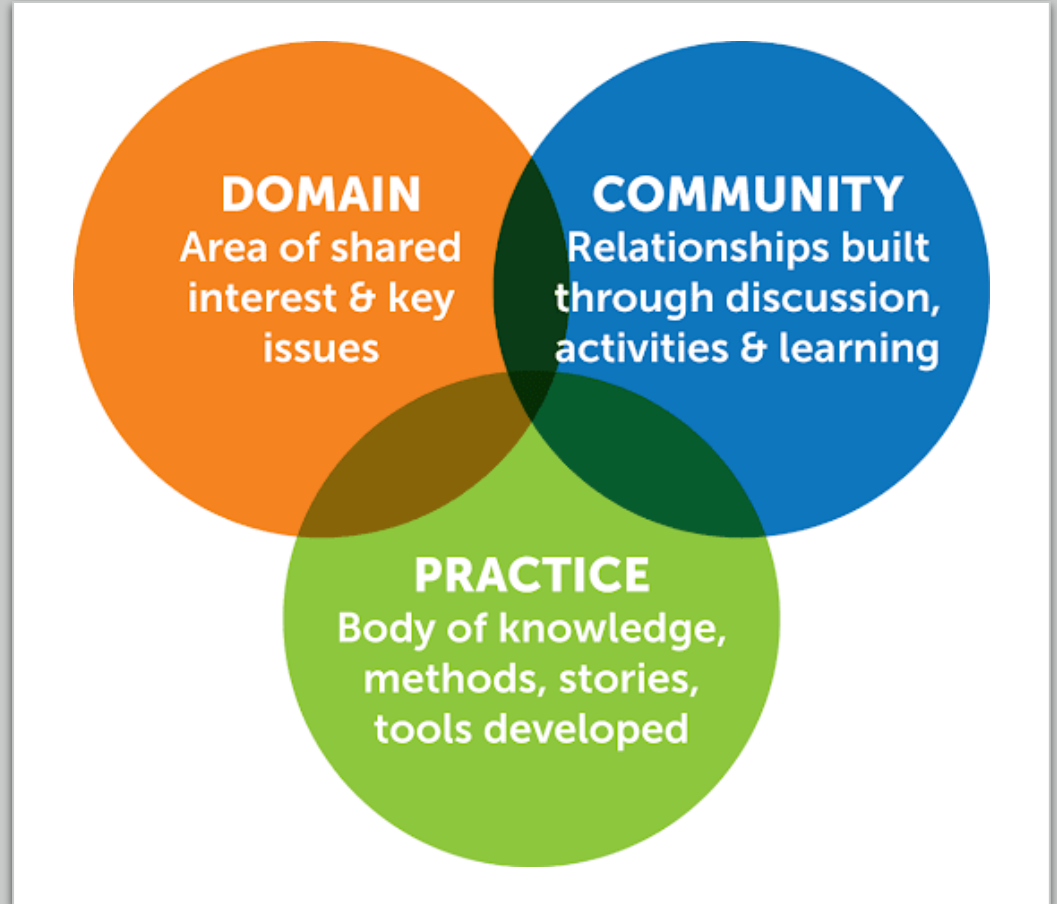 DOMAIN
Area of shared
interest & key
issues
COMMUNITY
Relationships built
through discussion,
activities & learning
PRACTICE
Body of knowledge,
methods, stories,
tools developed